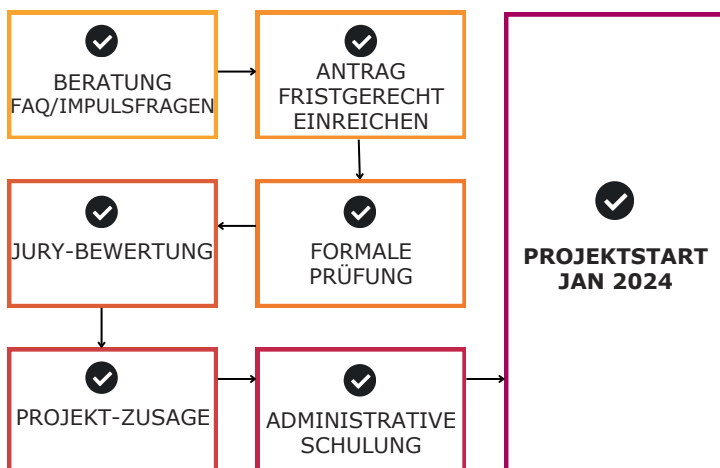 BERATUNG
FAQ/IMPULSFRAGEN
ANTRAG
FRISTGERECHT
EINREICHEN
FORMALE
PRÜFUNG
JURY-BEWERTUNG
PROJEKT-ZUSAGE
ADMINISTRATIVE
SCHULUNG
PROJEKTSTART
JAN 2024